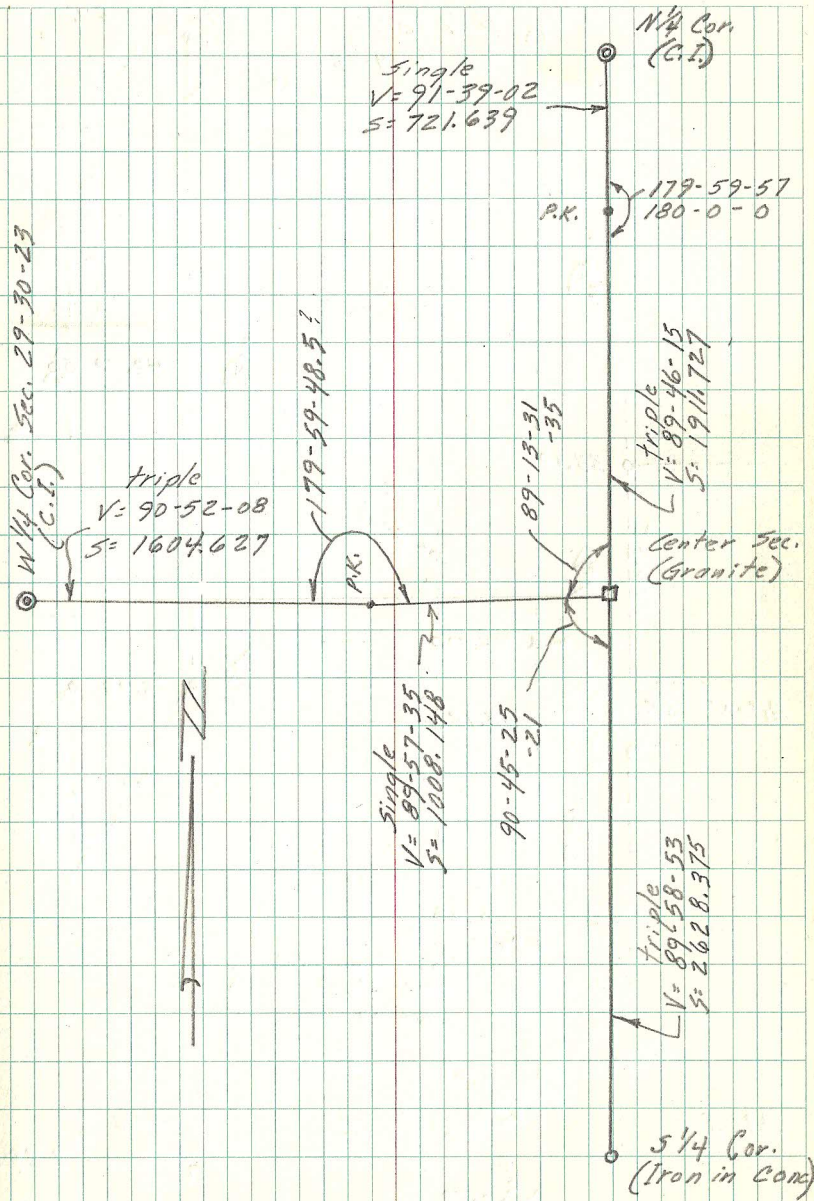 N 1/4 Cor.
(C.I.)
Single
V= 91-39-02
S= 721.639
179-59-57
180-0-0
P.K.
W 1/4 Cor. Sec. 29-30-23
(C.I.)
triple
V= 90-52-08
S= 1604.627
179-59-48.5?
P.K.
89-13-31
-35
triple
V= 89-46-15
S= 1911.727
Center Sec.
(Granite)
N
Single
V= 89-57-35
S= 1008.148
90-45-25
-21
triple
V= 89-58-53
S= 2628.375
S 1/4 Cor.
(Iron in Conc)